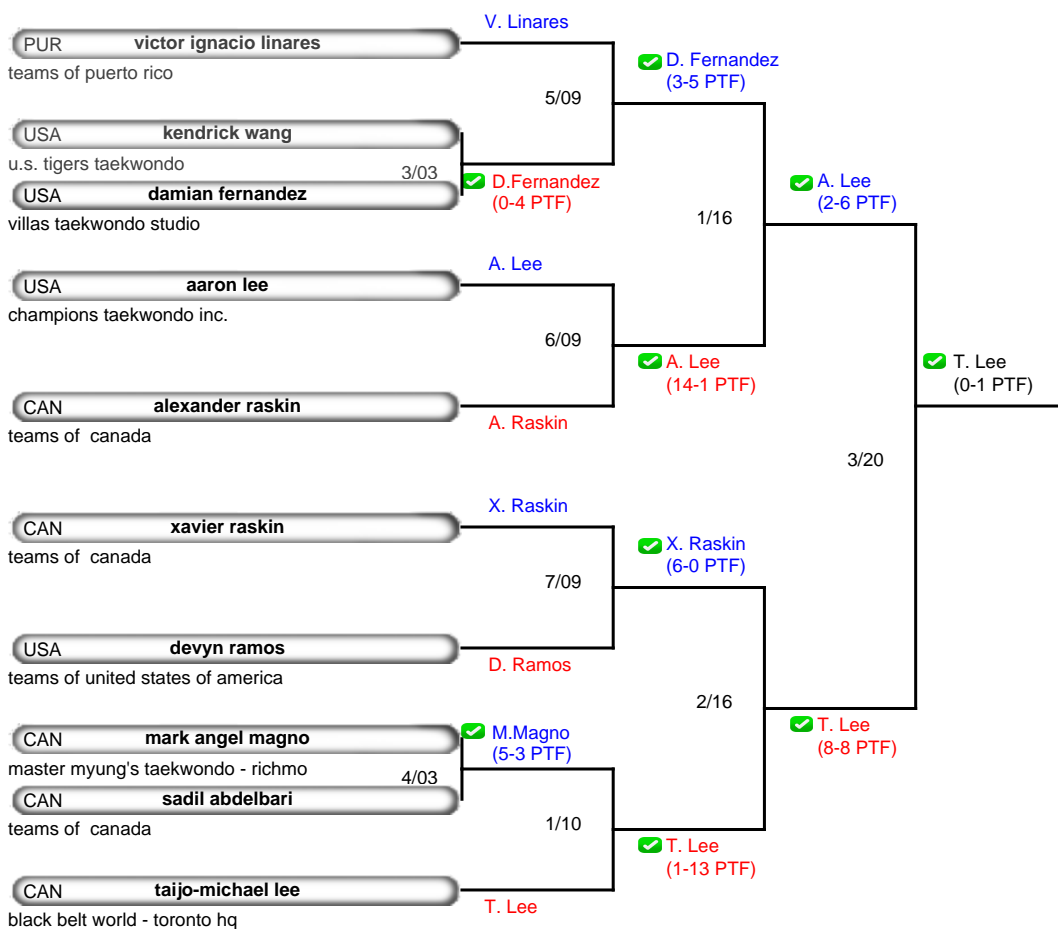 V. Linares
PUR victor ignacio linares
teams of puerto rico
D. Fernandez
(3-5 PTF)
5/09
USA kendrick wang
u.s. tigers taekwondo
3/03
D.Fernandez
(0-4 PTF)
USA damian fernandez
villas taekwondo studio
A. Lee
(2-6 PTF)
1/16
A. Lee
USA aaron lee
champions taekwondo inc.
6/09
A. Lee
(14-1 PTF)
T. Lee
(0-1 PTF)
CAN alexander raskin
A. Raskin
teams of  canada
3/20
X. Raskin
CAN xavier raskin
teams of  canada
X. Raskin
(6-0 PTF)
7/09
USA devyn ramos
D. Ramos
teams of united states of america
2/16
T. Lee
(8-8 PTF)
CAN mark angel magno
M.Magno
(5-3 PTF)
master myung's taekwondo - richmo
4/03
CAN sadil abdelbari
teams of  canada
1/10
T. Lee
(1-13 PTF)
CAN taijo-michael lee
T. Lee
black belt world - toronto hq